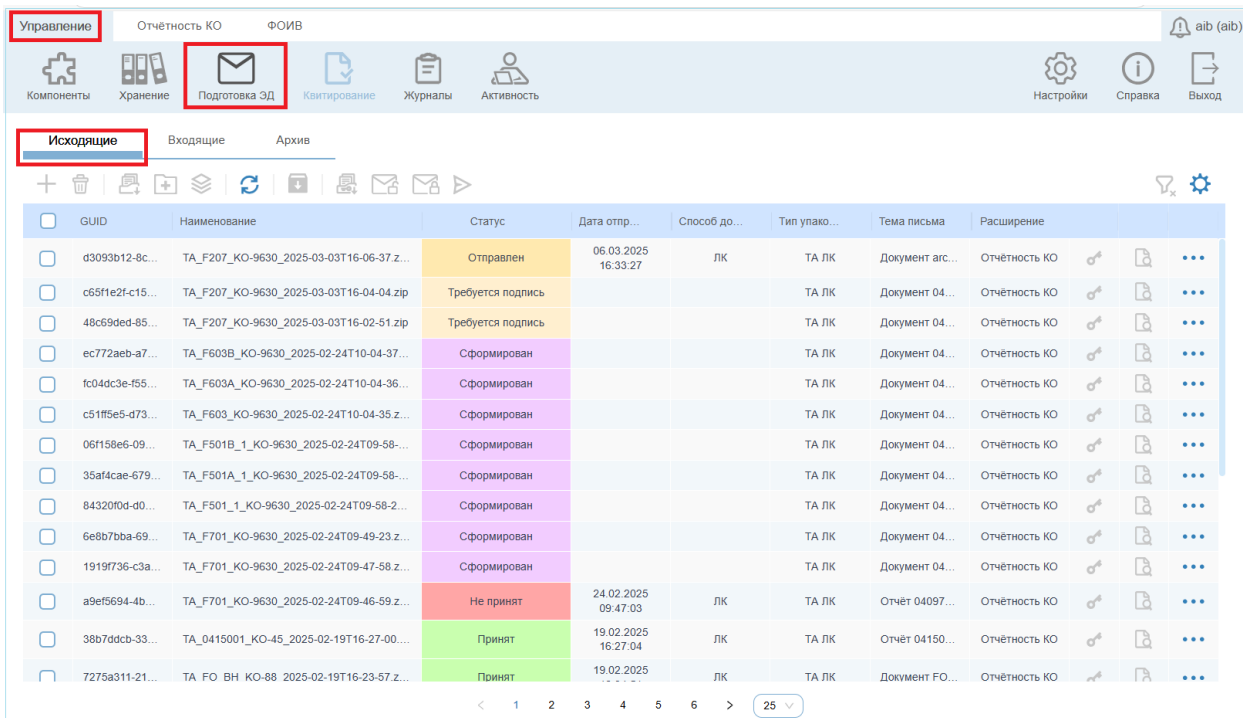 Управление Отчётность КО ФОИВ aib (aib)
Компоненты Хранение Подготовка ЭД Квитирование Журналы Активность Настройки Справка Выход
Исходящие Входящие Архив
GUID Наименование Статус Дата отпр... Способ до... Тип упако... Тема письма Расширение
d3093b12-8c... TA_F207_KO-9630_2025-03-03T16-06-37.z... Отправлен 06.03.2025 16:33:27 ЛК ТА ЛК Документ arc... Отчётность КО
c65f1e2f-c15... TA_F207_KO-9630_2025-03-03T16-04-04.zip Требуется подпись ТА ЛК Документ 04... Отчётность КО
48c69ded-85... TA_F207_KO-9630_2025-03-03T16-02-51.zip Требуется подпись ТА ЛК Документ 04... Отчётность КО
ec772aeb-a7... TA_F603B_KO-9630_2025-02-24T10-04-37... Сформирован ТА ЛК Документ 04... Отчётность КО
fc04dc3e-f55... TA_F603A_KO-9630_2025-02-24T10-04-36... Сформирован ТА ЛК Документ 04... Отчётность КО
c51ff5e5-d73... TA_F603_KO-9630_2025-02-24T10-04-35.z... Сформирован ТА ЛК Документ 04... Отчётность КО
06f158e6-09... TA_F501B_1_KO-9630_2025-02-24T09-58-... Сформирован ТА ЛК Документ 04... Отчётность КО
35af4cae-679... TA_F501A_1_KO-9630_2025-02-24T09-58-... Сформирован ТА ЛК Документ 04... Отчётность КО
84320f0d-d0... TA_F501_1_KO-9630_2025-02-24T09-58-2... Сформирован ТА ЛК Документ 04... Отчётность КО
6e8b7bba-69... TA_F701_KO-9630_2025-02-24T09-49-23.z... Сформирован ТА ЛК Документ 04... Отчётность КО
1919f736-c3a... TA_F701_KO-9630_2025-02-24T09-47-58.z... Сформирован ТА ЛК Документ 04... Отчётность КО
a9ef5694-4b... TA_F701_KO-9630_2025-02-24T09-46-59.z... Не принят 24.02.2025 09:47:03 ЛК ТА ЛК Отчёт 04097... Отчётность КО
38b7ddcb-33... TA_0415001_KO-45_2025-02-19T16-27-00.... Принят 19.02.2025 16:27:04 ЛК ТА ЛК Отчёт 04150... Отчётность КО
7275a311-21... TA_FO_BH_KO-88_2025-02-19T16-23-57.z... Принят 19.02.2025 ЛК ТА ЛК Документ FO... Отчётность КО
< 1 2 3 4 5 6 > 25